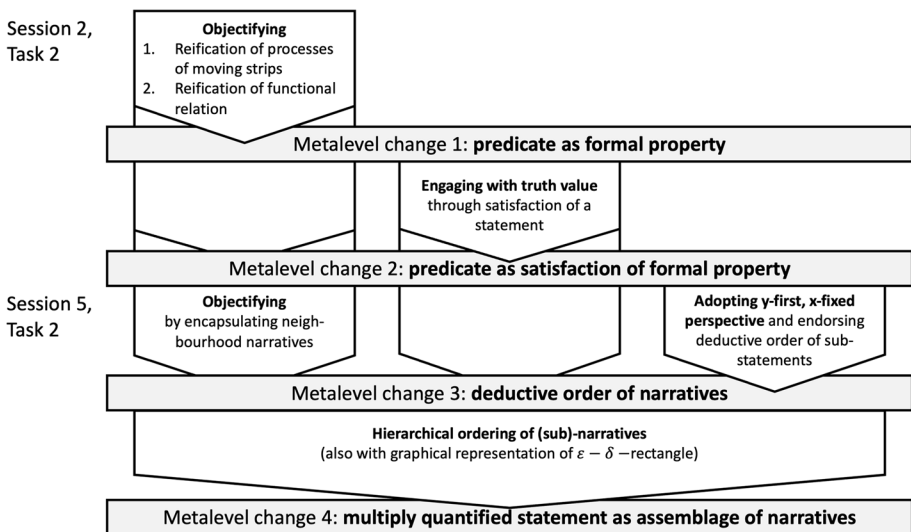 Session 2,
Task 2
Objectifying
1. Reification of processes
of moving strips
2. Reification of functional
relation
Metalevel change 1: predicate as formal property
Engaging with truth value
through satisfaction of a
statement
Metalevel change 2: predicate as satisfaction of formal property
Session 5,
Task 2
Objectifying
by encapsulating neigh-
bourhood narratives
Adopting y-first, x-fixed
perspective and endorsing
deductive order of sub-
statements
Metalevel change 3: deductive order of narratives
Hierarchical ordering of (sub)-narratives
(also with graphical representation of ε − δ −rectangle)
Metalevel change 4: multiply quantified statement as assemblage of narratives